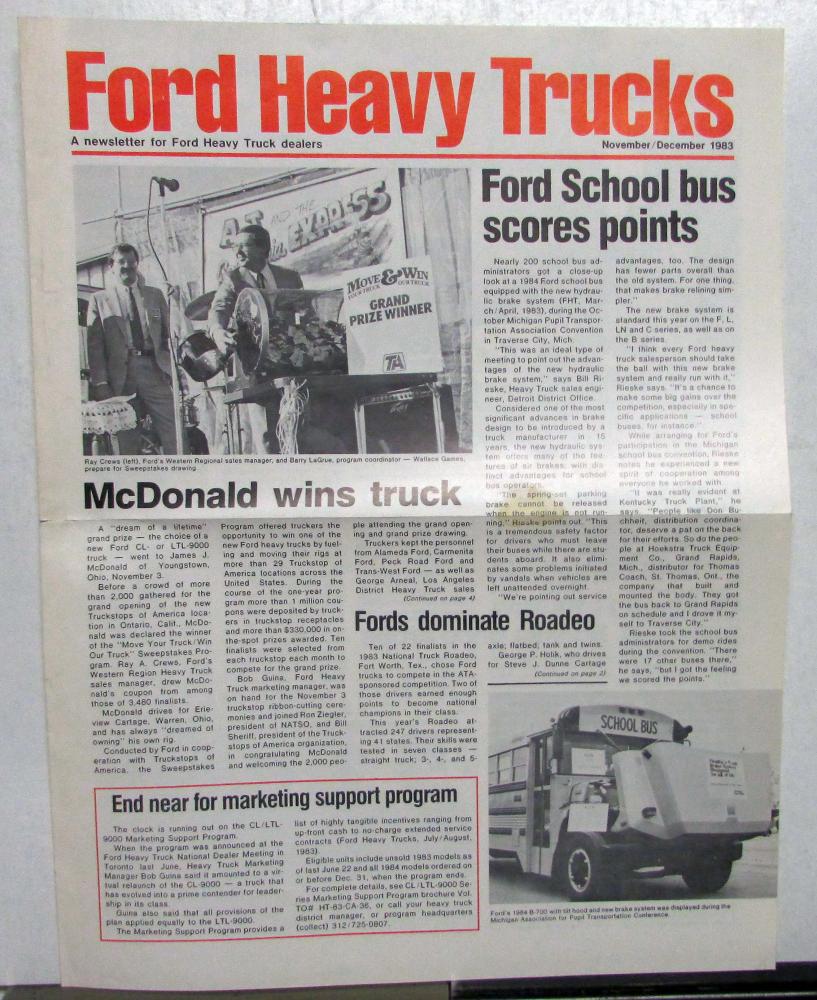 Ford Heavy Trucks
A newsletter for Ford Heavy Truck dealers
November/December 1983
EXPRESS
MOVE & WIN
YOUR TRUCK
OUR TRUCK
GRAND
PRIZE WINNER
TA
Ray Crews (left), Ford's Western Regional sales manager, and Barry LaGrue, program coordinator — Wallace Games,
prepare for Sweepstakes drawing.
McDonald wins truck
A "dream of a lifetime"
grand prize — the choice of a
new Ford CL- or LTL-9000
truck — went to James J.
McDonald of Youngstown,
Ohio, November 3.
Before a crowd of more
than 2,000 gathered for the
grand opening of the new
Truckstops of America loca-
tion in Ontario, Calif., McDo-
nald was declared the winner
of the "Move Your Truck/Win
Our Truck" Sweepstakes Pro-
gram. Ray A. Crews, Ford's
Western Region Heavy Truck
sales manager, drew McDo-
nald's coupon from among
those of 3,480 finalists.
McDonald drives for Erie-
view Cartage, Warren, Ohio,
and has always "dreamed of
owning" his own rig.
Conducted by Ford in coop-
eration with Truckstops of
America, the Sweepstakes
Program offered truckers the
opportunity to win one of the
new Ford heavy trucks by fuel-
ing and moving their rigs at
more than 29 Truckstop of
America locations across the
United States. During the
course of the one-year pro-
gram more than 1 million cou-
pons were deposited by truck-
ers in truckstop receptacles
and more than $330,000 in on-
the-spot prizes awarded. Ten
finalists were selected from
each truckstop each month to
compete for the grand prize.
Bob Guina, Ford Heavy
Truck marketing manager, was
on hand for the November 3
truckstop ribbon-cutting cere-
monies and joined Ron Ziegler,
president of NATSO, and Bill
Sheriff, president of the Truck-
stops of America organization,
in congratulating McDonald
and welcoming the 2,000 peo-
ple attending the grand open-
ing and grand prize drawing.
Truckers kept the personnel
from Alameda Ford, Carmenita
Ford, Peck Road Ford and
Trans-West Ford — as well as
George Arneal, Los Angeles
District Heavy Truck sales
(Continued on page 4)
Ford School bus
scores points
Nearly 200 school bus ad-
ministrators got a close-up
look at a 1984 Ford school bus
equipped with the new hydrau-
lic brake system (FHT, Mar-
ch/April, 1983), during the Oc-
tober Michigan Pupil Transpor-
tation Association Convention
in Traverse City, Mich.
"This was an ideal type of
meeting to point out the advan-
tages of the new hydraulic
brake system," says Bill Ri-
eske, Heavy Truck sales engi-
neer, Detroit District Office.
Considered one of the most
significant advances in brake
design to be introduced by a
truck manufacturer in 15
years, the new hydraulic sys-
tem offers many of the fea-
tures of air brakes, with dis-
tinct advantages for school
bus operators.
"The spring-set parking
brake cannot be released
when the engine is not run-
ning," Rieske points out. "This
is a tremendous safety factor
for drivers who must leave
their buses while there are stu-
dents aboard. It also elimi-
nates some problems initiated
by vandals when vehicles are
left unattended overnight.
"We're pointing out service
advantages, too. The design
has fewer parts overall than
the old system. For one thing,
that makes brake relining sim-
pler."
The new brake system is
standard this year on the F, L,
LN and C series, as well as on
the B series.
"I think every Ford heavy
truck salesperson should take
the ball with this new brake
system and really run with it,"
Rieske says. "It's a chance to
make some big gains over the
competition, especially in spe-
cific applications — school
buses, for instance."
While arranging for Ford's
participation in the Michigan
school bus convention, Rieske
notes he experienced a new
spirit of cooperation among
everyone he worked with.
"It was really evident at
Kentucky Truck Plant," he
says. "People like Don Bu-
chheit, distribution coordina-
tor, deserve a pat on the back
for their efforts. So do the peo-
ple at Hoekstra Truck Equip-
ment Co., Grand Rapids,
Mich., distributor for Thomas
Coach, St. Thomas, Ont., the
company that built and
mounted the body. They got
the bus back to Grand Rapids
on schedule and I drove it my-
self to Traverse City."
Rieske took the school bus
administrators for demo rides
during the convention. "There
were 17 other buses there,"
he says, "but I got the feeling
we scored the points."
Fords dominate Roadeo
Ten of 22 finalists in the
1983 National Truck Roadeo,
Fort Worth, Tex., chose Ford
trucks to compete in the ATA-
sponsored competition. Two of
those drivers earned enough
points to become national
champions in their class.
This year's Roadeo at-
tracted 247 drivers represent-
ing 41 states. Their skills were
tested in seven classes —
straight truck; 3-, 4-, and 5-
axle; flatbed; tank and twins.
George P. Holik, who drives
for Steve J. Dunne Cartage
(Continued on page 2)
SCHOOL BUS
Ford's 1984 B-700 with tilt hood and new brake system was displayed during the
Michigan Association for Pupil Transportation Conference.
End near for marketing support program
The clock is running out on the CL/LTL-
9000 Marketing Support Program.
When the program was announced at the
Ford Heavy Truck National Dealer Meeting in
Toronto last June, Heavy Truck Marketing
Manager Bob Guina said it amounted to a vir-
tual relaunch of the CL-9000 — a truck that
has evolved into a prime contender for leader-
ship in its class.
Guina also said that all provisions of the
plan applied equally to the LTL-9000.
The Marketing Support Program provides a
list of highly tangible incentives ranging from
up-front cash to no-charge extended service
contracts (Ford Heavy Trucks, July/August,
1983).
Eligible units include unsold 1983 models as
of last June 22 and all 1984 models ordered on
or before Dec. 31, when the program ends.
For complete details, see CL/LTL-9000 Se-
ries Marketing Support Program brochure Vol.
TO# HT-63-CA-36, or call your heavy truck
district manager, or program headquarters
(collect) 312/725-0807.